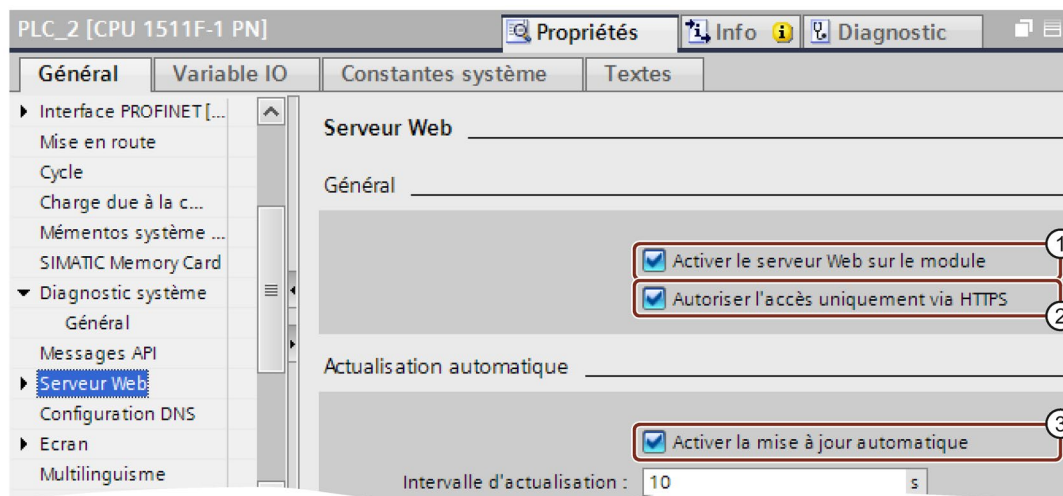 PLC_2 [CPU 1511F-1 PN]
Propriétés
Info
Diagnostic
Général
Variable IO
Constantes système
Textes
Interface PROFINET [...
Mise en route
Cycle
Charge due à la c...
Mémentos système ...
SIMATIC Memory Card
Diagnostic système
Général
Messages API
Serveur Web
Configuration DNS
Ecran
Multilinguisme
Serveur Web
Général
Activer le serveur Web sur le module
1
Autoriser l'accès uniquement via HTTPS
2
Actualisation automatique
Activer la mise à jour automatique
3
Intervalle d'actualisation : 10 s